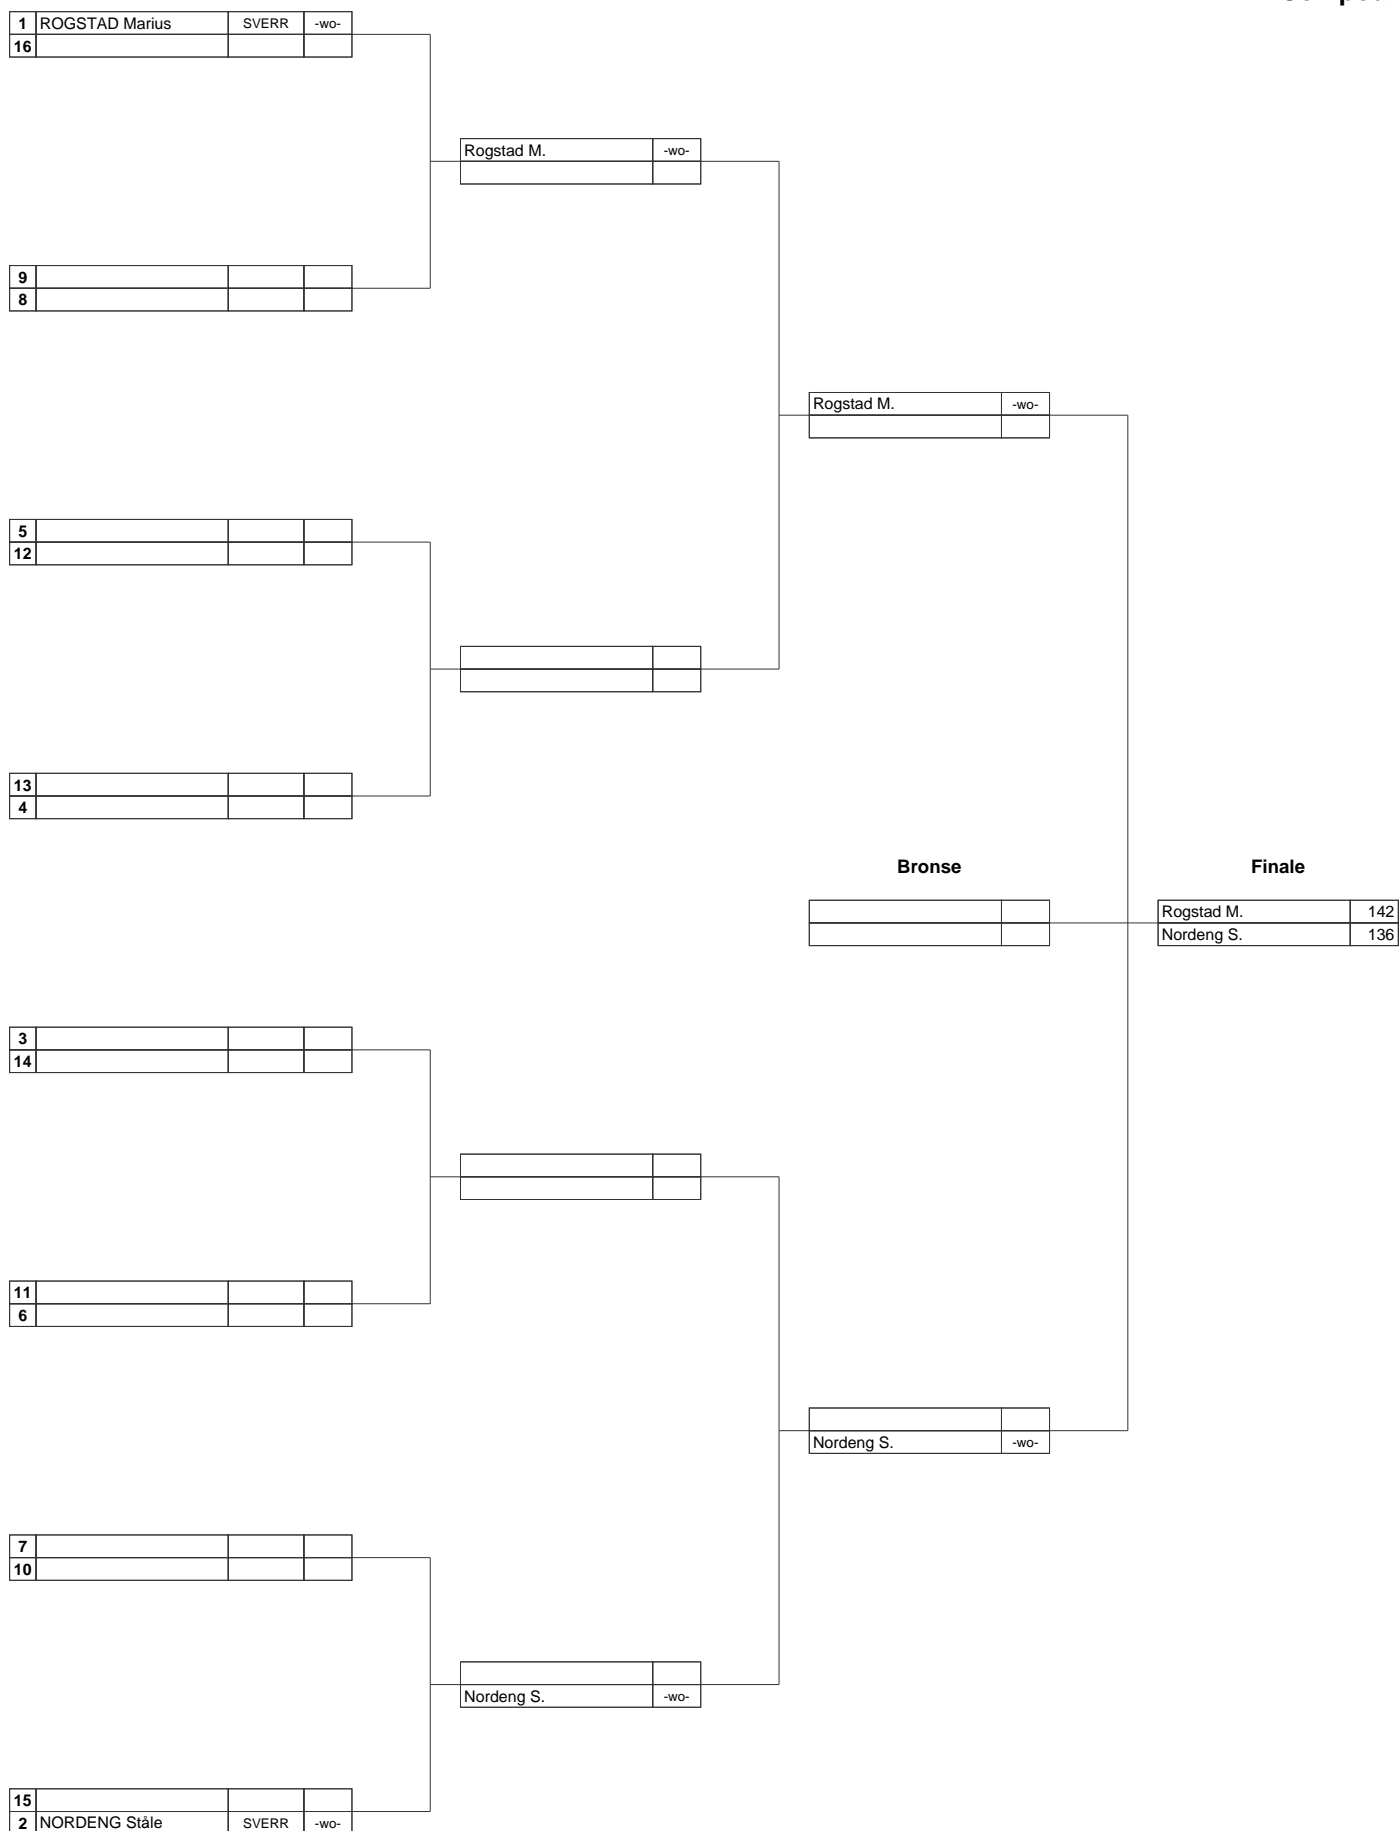 1 ROGSTAD Marius SVERR -wo-
16
Rogstad M. -wo-
9
8
Rogstad M. -wo-
5
12
13
4
Bronse Finale
Rogstad M. 142
Nordeng S. 136
3
14
11
6
Nordeng S. -wo-
7
10
Nordeng S. -wo-
15
2 NORDENG Ståle SVERR -wo-